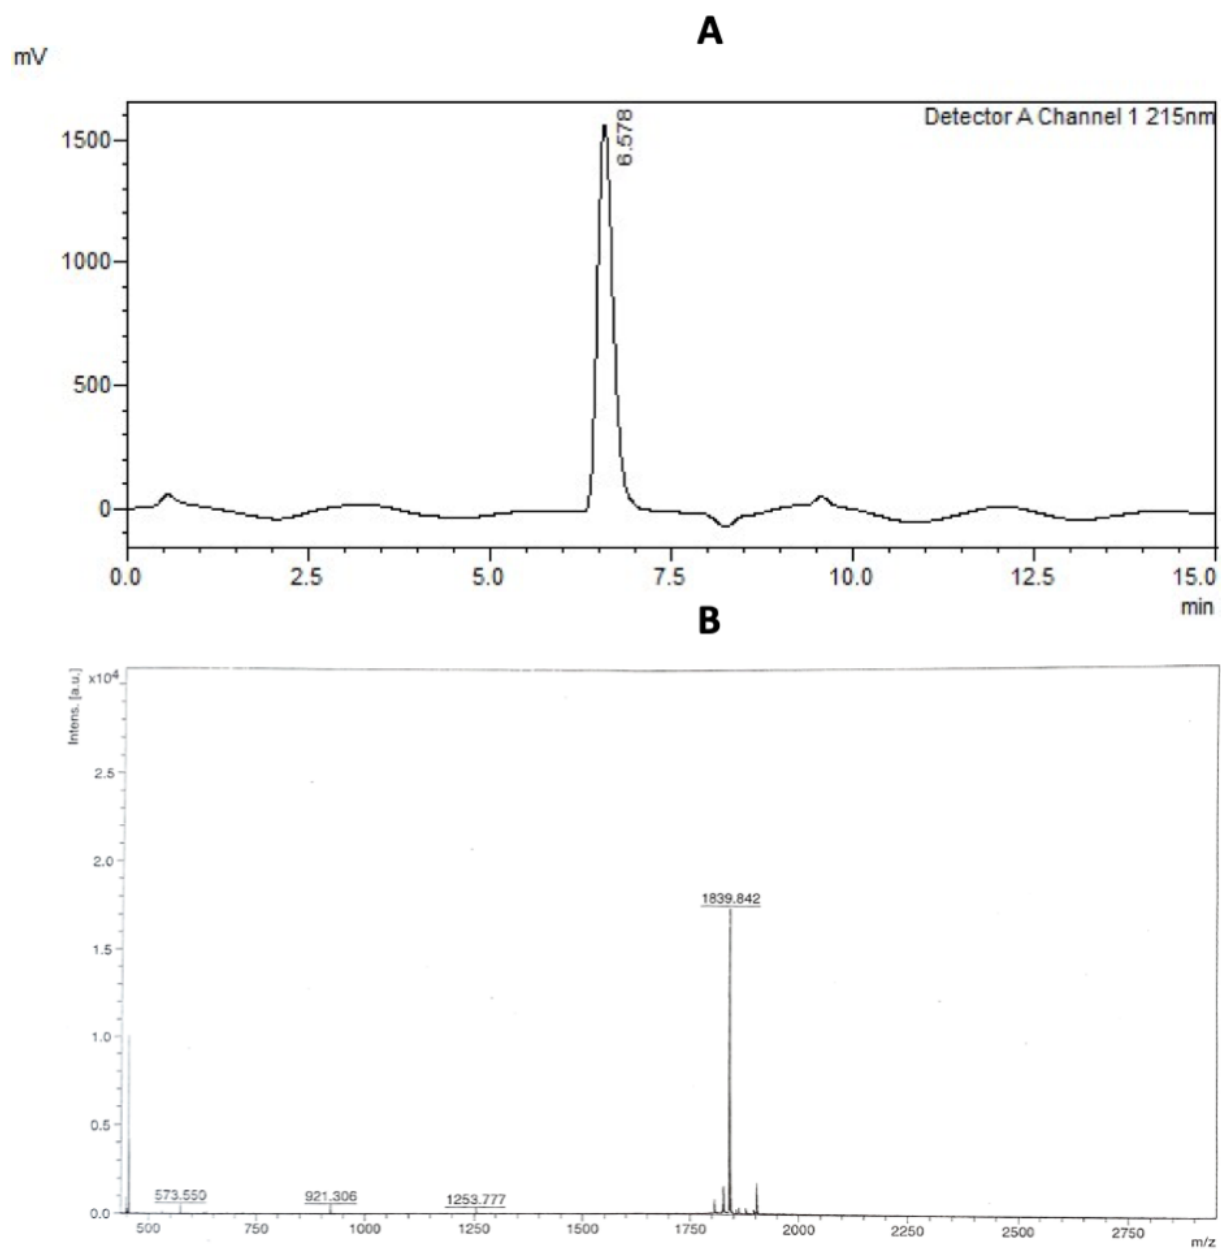 A
mV
Detector A Channel 1 215nm
6.578
1500
1000
500
0
0.0 2.5 5.0 7.5 10.0 12.5 15.0
min
B
Intens. [a.u.]
x10⁴
2.5
2.0
1839.842
1.5
1.0
0.5
573.550 921.306 1253.777
0.0
500 750 1000 1250 1500 1750 2000 2250 2500 2750
m/z